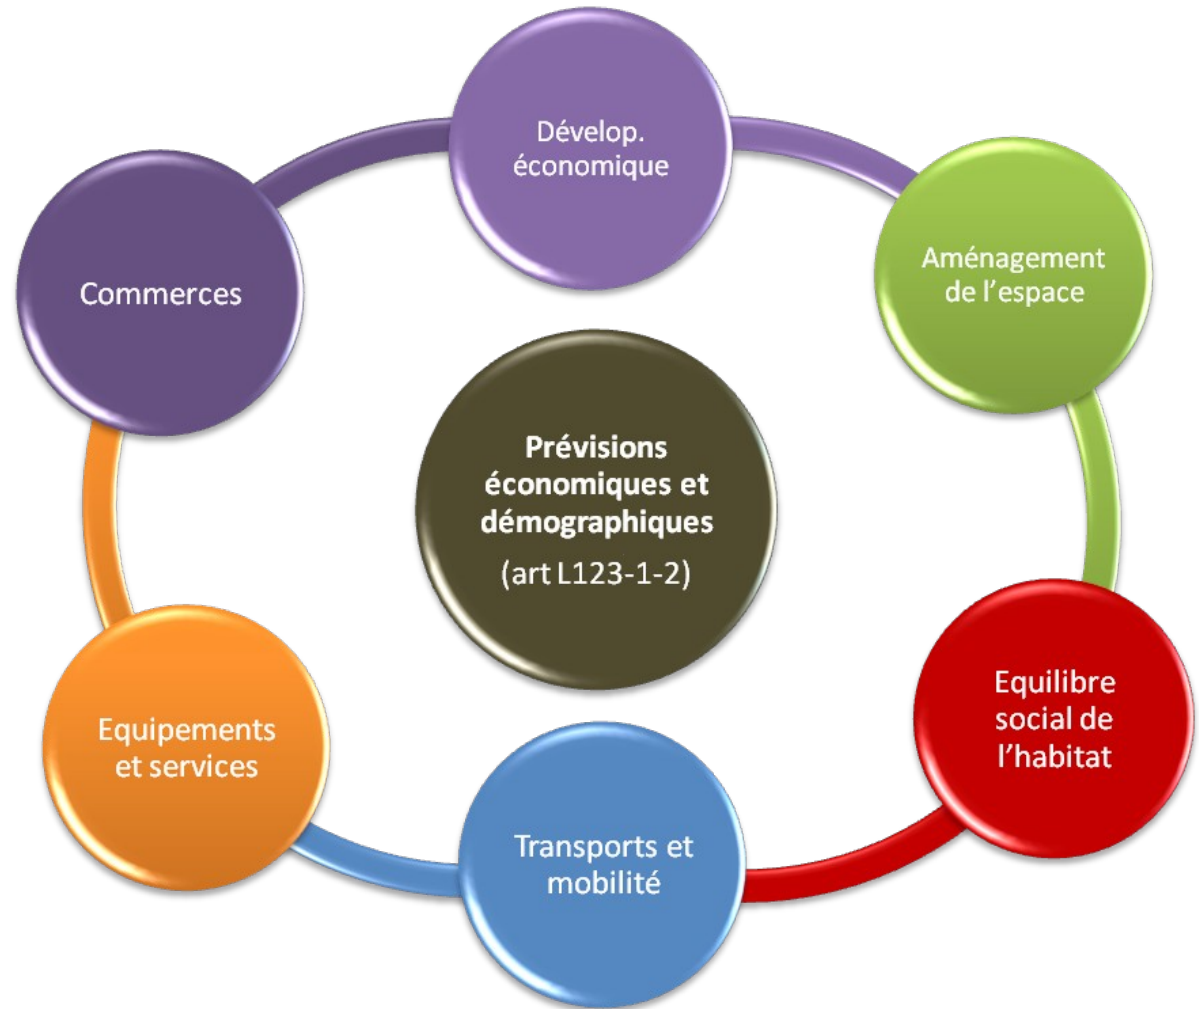 Dévelop.
économique
Aménagement
de l’espace
Commerces
Prévisions
économiques et
démographiques
(art L123-1-2)
Equilibre
social de
l’habitat
Equipements
et services
Transports et
mobilité